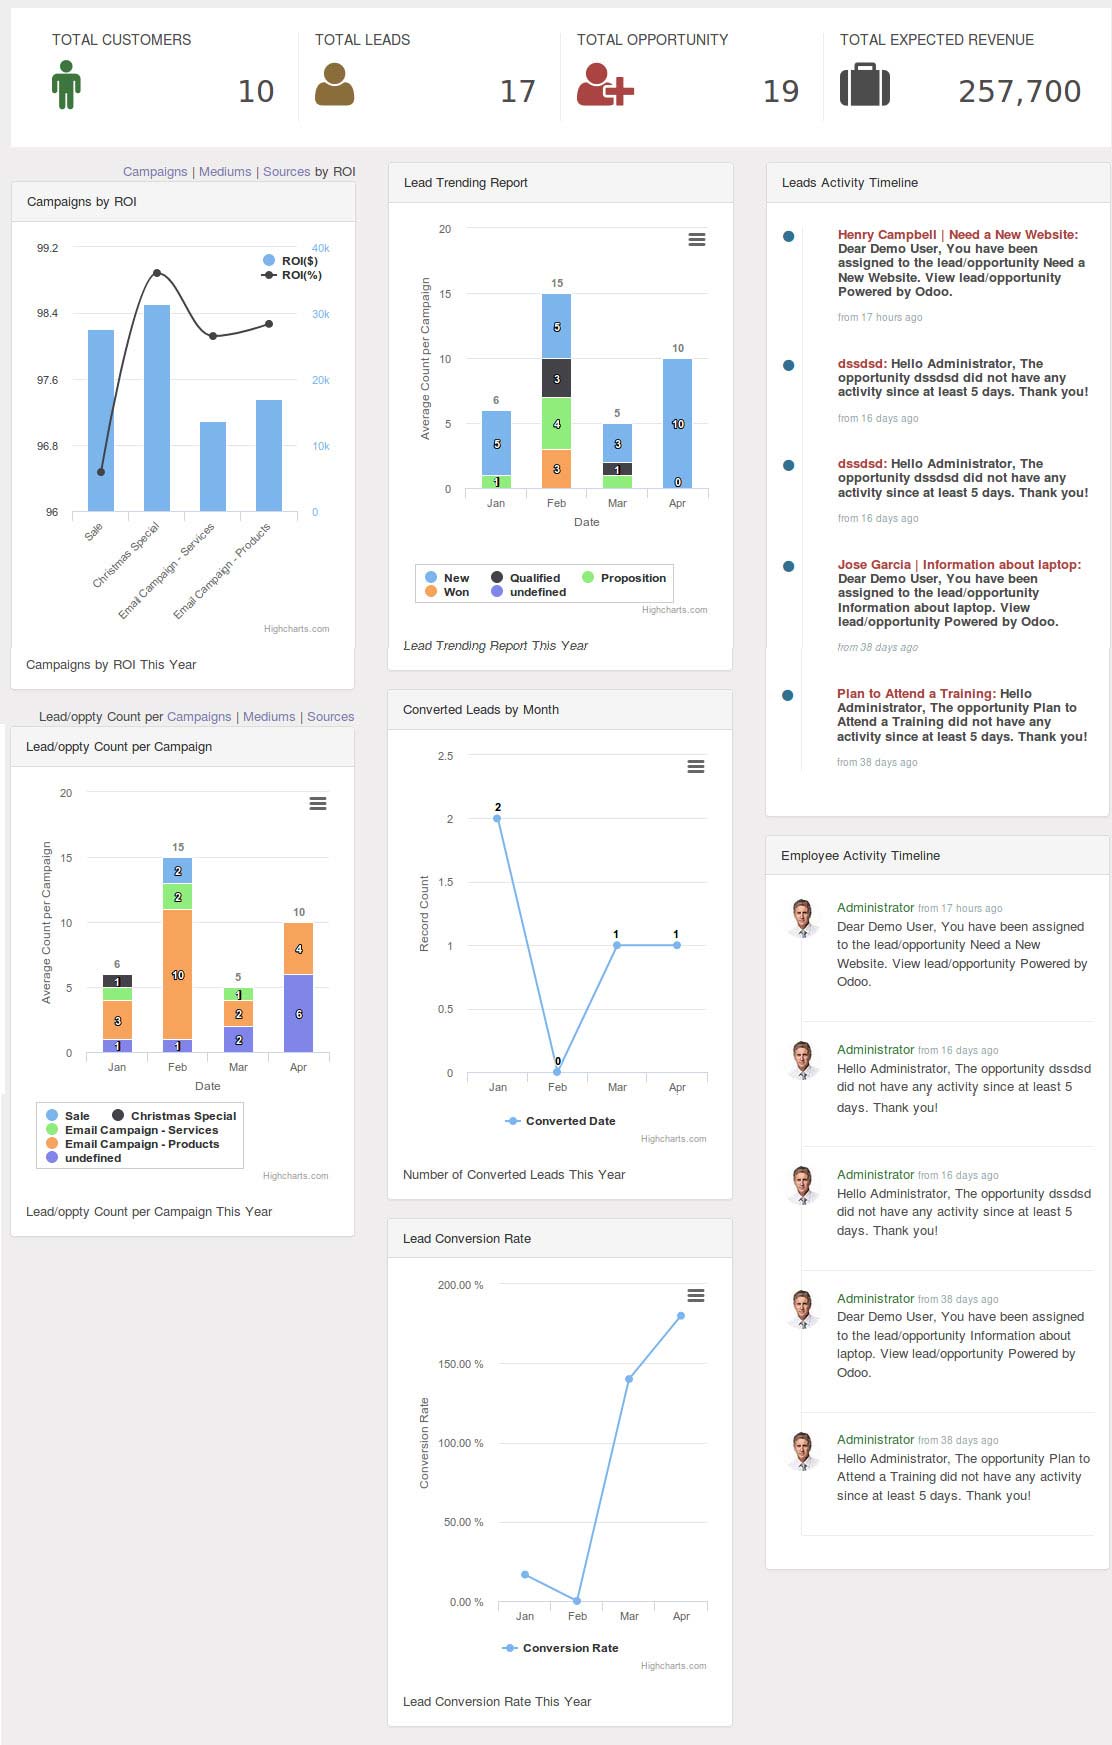 TOTAL CUSTOMERS
10
TOTAL LEADS
17
TOTAL OPPORTUNITY
19
TOTAL EXPECTED REVENUE
257,700
Campaigns | Mediums | Sources by ROI
Campaigns by ROI
99.2
98.4
97.6
96.8
96
40k
30k
20k
10k
0
ROI($)
ROI(%)
Sale
Christmas Special
Email Campaign - Services
Email Campaign - Products
Highcharts.com
Campaigns by ROI This Year
Lead/oppty Count per Campaigns | Mediums | Sources
Lead/oppty Count per Campaign
Average Count per Campaign
20
15
10
5
0
6
1
3
1
15
2
2
10
1
5
1
2
2
10
4
6
Jan Feb Mar Apr
Date
Sale Christmas Special
Email Campaign - Services
Email Campaign - Products
undefined
Highcharts.com
Lead/oppty Count per Campaign This Year
Lead Trending Report
Average Count per Campaign
20
15
10
5
0
6
5
1
15
5
3
4
3
5
3
1
10
10
0
Jan Feb Mar Apr
Date
New Qualified Proposition
Won undefined
Highcharts.com
Lead Trending Report This Year
Converted Leads by Month
Record Count
2.5
2
1.5
1
0.5
0
2
0
1
1
Jan Feb Mar Apr
Converted Date
Highcharts.com
Number of Converted Leads This Year
Lead Conversion Rate
Conversion Rate
200.00 %
150.00 %
100.00 %
50.00 %
0.00 %
Jan Feb Mar Apr
Conversion Rate
Highcharts.com
Lead Conversion Rate This Year
Leads Activity Timeline
Henry Campbell | Need a New Website:
Dear Demo User, You have been
assigned to the lead/opportunity Need a
New Website. View lead/opportunity
Powered by Odoo.
from 17 hours ago
dssdsd: Hello Administrator, The
opportunity dssdsd did not have any
activity since at least 5 days. Thank you!
from 16 days ago
dssdsd: Hello Administrator, The
opportunity dssdsd did not have any
activity since at least 5 days. Thank you!
from 16 days ago
Jose Garcia | Information about laptop:
Dear Demo User, You have been
assigned to the lead/opportunity
Information about laptop. View
lead/opportunity Powered by Odoo.
from 38 days ago
Plan to Attend a Training: Hello
Administrator, The opportunity Plan to
Attend a Training did not have any
activity since at least 5 days. Thank you!
from 38 days ago
Employee Activity Timeline
Administrator from 17 hours ago
Dear Demo User, You have been assigned
to the lead/opportunity Need a New
Website. View lead/opportunity Powered by
Odoo.
Administrator from 16 days ago
Hello Administrator, The opportunity dssdsd
did not have any activity since at least 5
days. Thank you!
Administrator from 16 days ago
Hello Administrator, The opportunity dssdsd
did not have any activity since at least 5
days. Thank you!
Administrator from 38 days ago
Dear Demo User, You have been assigned
to the lead/opportunity Information about
laptop. View lead/opportunity Powered by
Odoo.
Administrator from 38 days ago
Hello Administrator, The opportunity Plan to
Attend a Training did not have any activity
since at least 5 days. Thank you!